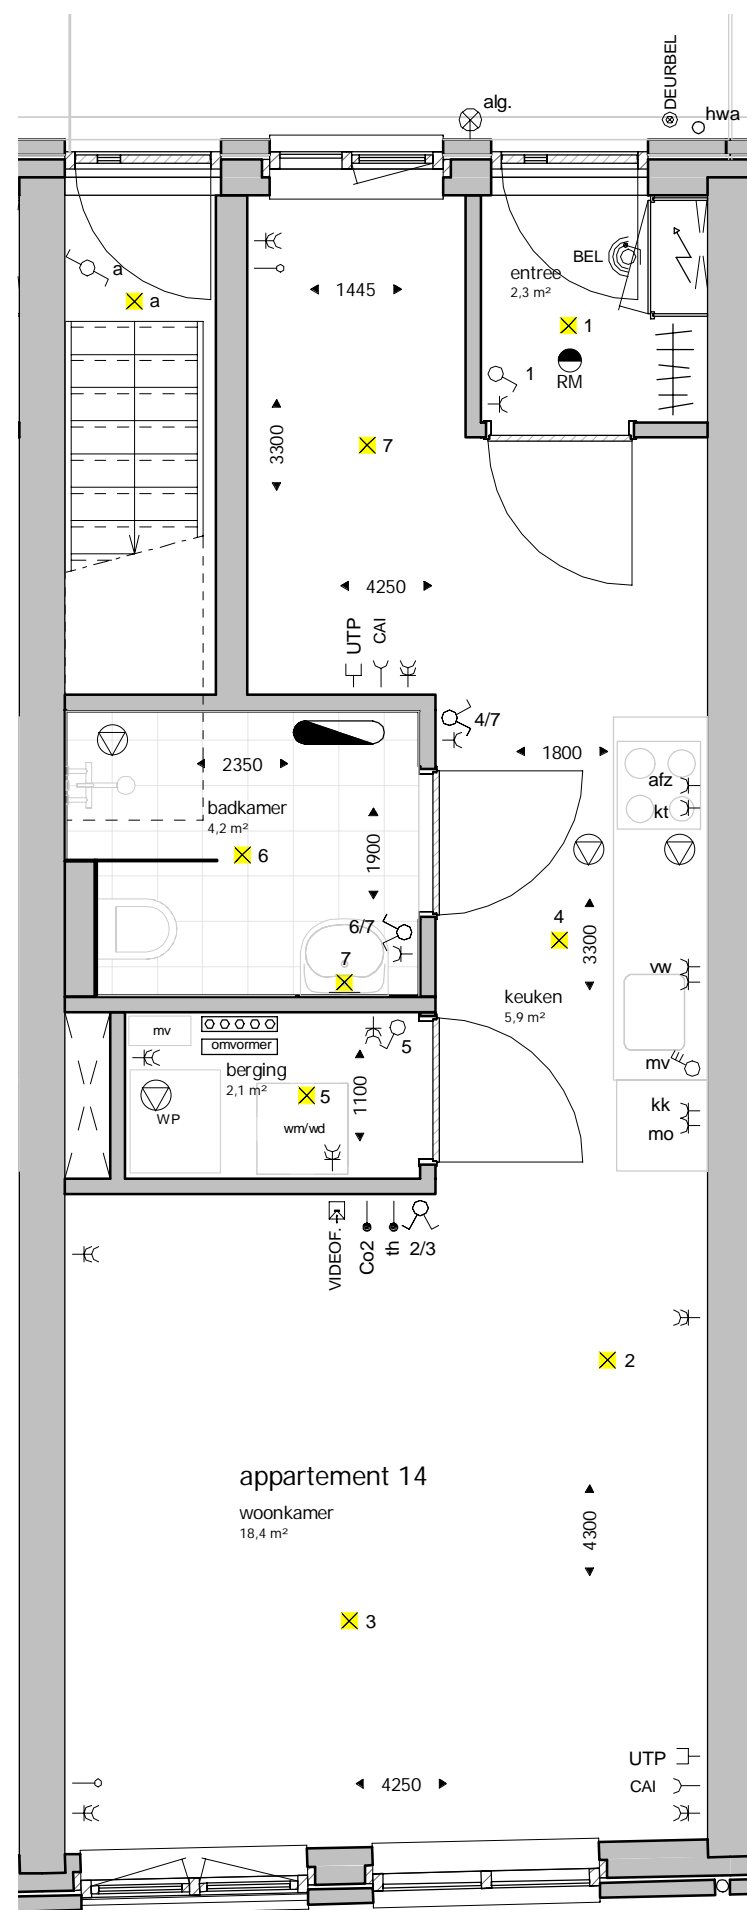 alg.
DEURBEL
hwa
a
a
BEL
entree
2,3 m²
1445
1
1
RM
3300
7
4250
UTP
CAI
4/7
2350
1800
badkamer
4,2 m²
afz
kt
1900
6
6/7
4
3300
7
vw
keuken
5,9 m²
mv
omvormer
5
berging
2,1 m²
5
1100
WP
wm/wd
mv
kk
mo
VIDEOF.
Co2
th
2/3
2
appartement 14
woonkamer
18,4 m²
4300
3
UTP
CAI
4250